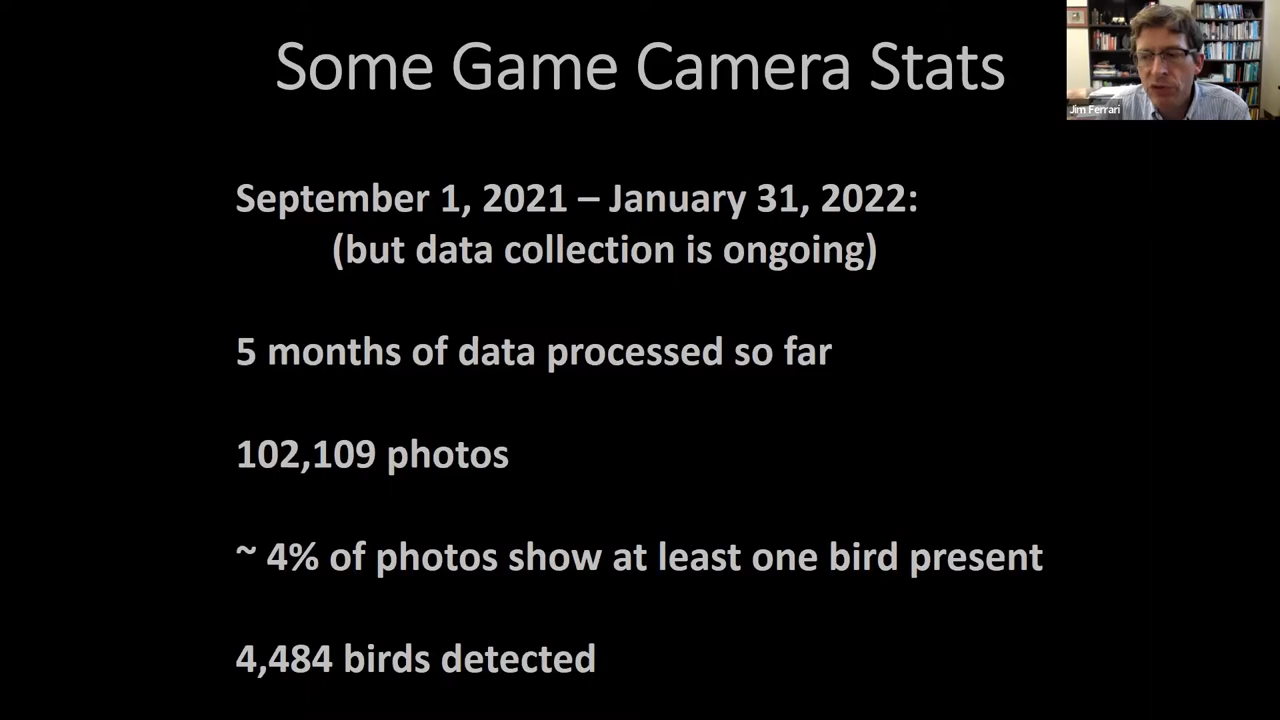 Some Game Camera Stats
Jim Ferrari
September 1, 2021 – January 31, 2022:
(but data collection is ongoing)
5 months of data processed so far
102,109 photos
~ 4% of photos show at least one bird present
4,484 birds detected